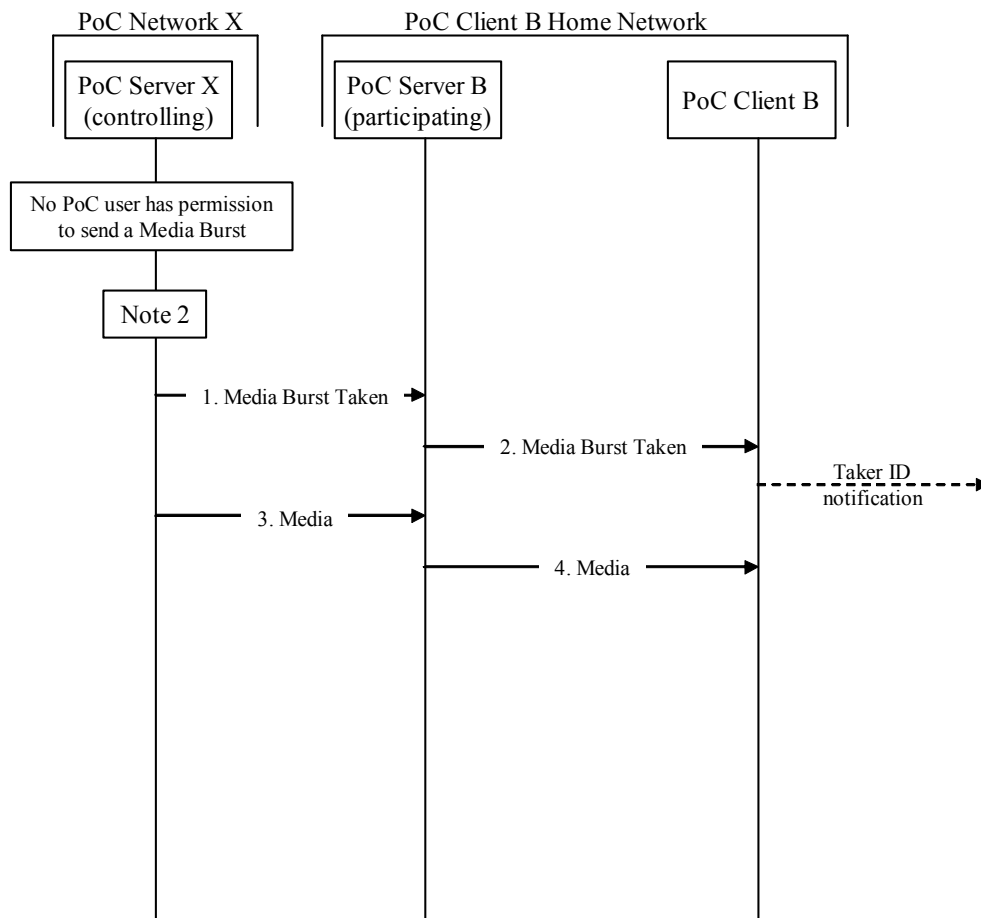 PoC Network X
PoC Client B Home Network
PoC Server X
(controlling)
PoC Server B
(participating)
PoC Client B
No PoC user has permission
to send a Media Burst
Note 2
1. Media Burst Taken
2. Media Burst Taken
Taker ID
notification
3. Media
4. Media